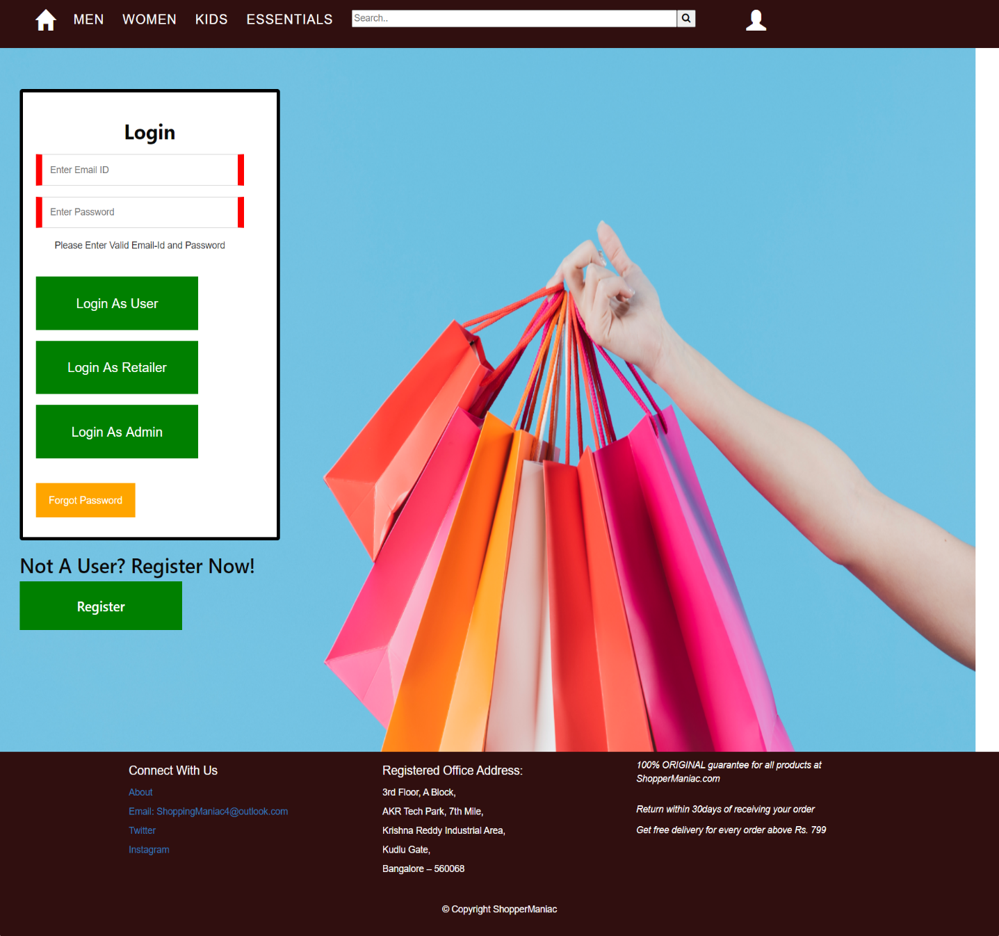 MEN WOMEN KIDS ESSENTIALS Search..
Login
Enter Email ID
Enter Password
Please Enter Valid Email-Id and Password
Login As User
Login As Retailer
Login As Admin
Forgot Password
Not A User? Register Now!
Register
Connect With Us
About
Email: ShoppingManiac4@outlook.com
Twitter
Instagram
Registered Office Address:
3rd Floor, A Block,
AKR Tech Park, 7th Mile,
Krishna Reddy Industrial Area,
Kudlu Gate,
Bangalore – 560068
100% ORIGINAL guarantee for all products at
ShopperManiac.com
Return within 30days of receiving your order
Get free delivery for every order above Rs. 799
© Copyright ShopperManiac